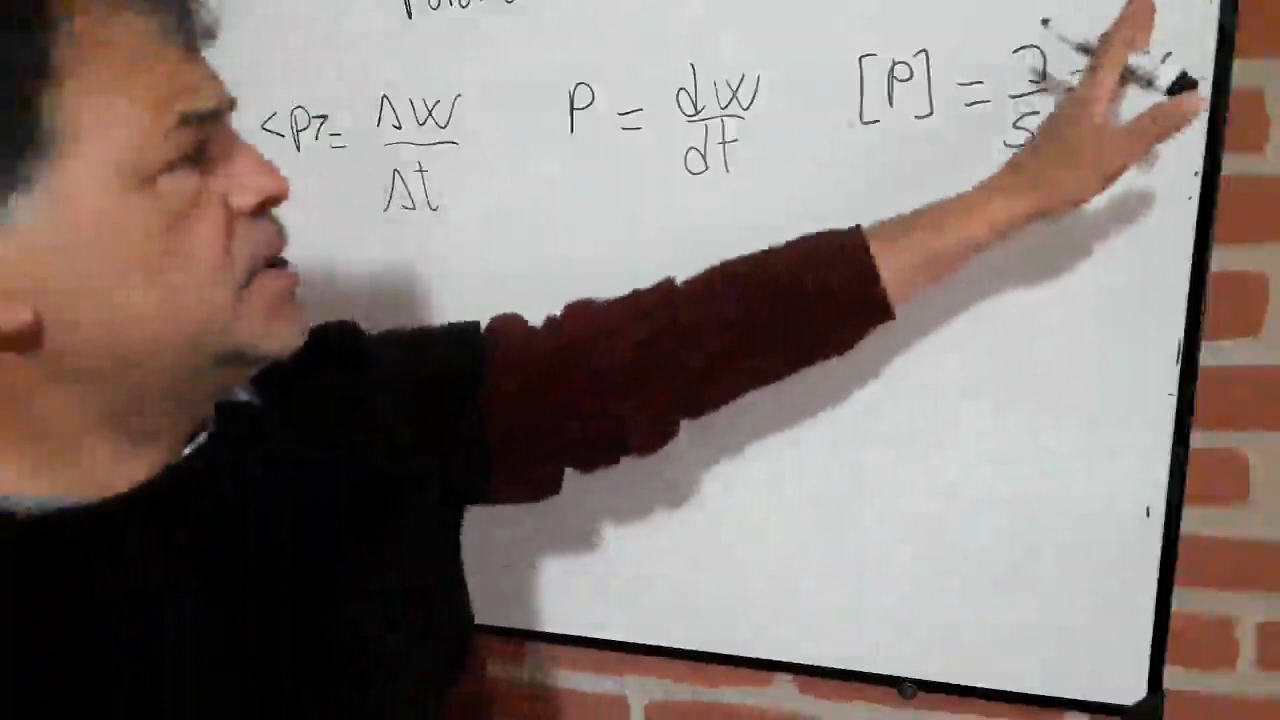 <P> = ΔW/Δt P = dW/dt [P] = J/s